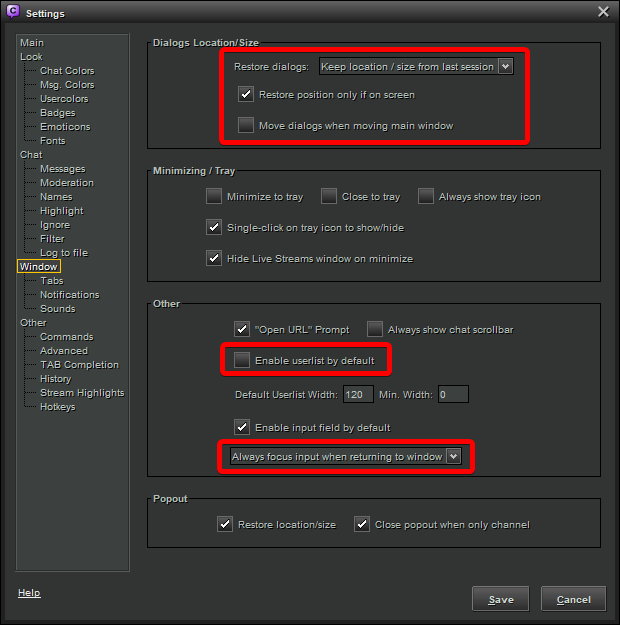 Settings
Main
Look
Chat Colors
Msg. Colors
Usercolors
Badges
Emoticons
Fonts
Chat
Messages
Moderation
Names
Highlight
Ignore
Filter
Log to file
Window
Tabs
Notifications
Sounds
Other
Commands
Advanced
TAB Completion
History
Stream Highlights
Hotkeys
Dialogs Location/Size
Restore dialogs: Keep location / size from last session
Restore position only if on screen
Move dialogs when moving main window
Minimizing / Tray
Minimize to tray Close to tray Always show tray icon
Single-click on tray icon to show/hide
Hide Live Streams window on minimize
Other
"Open URL" Prompt Always show chat scrollbar
Enable userlist by default
Default Userlist Width: 120 Min. Width: 0
Enable input field by default
Always focus input when returning to window
Popout
Restore location/size Close popout when only channel
Help
Save Cancel